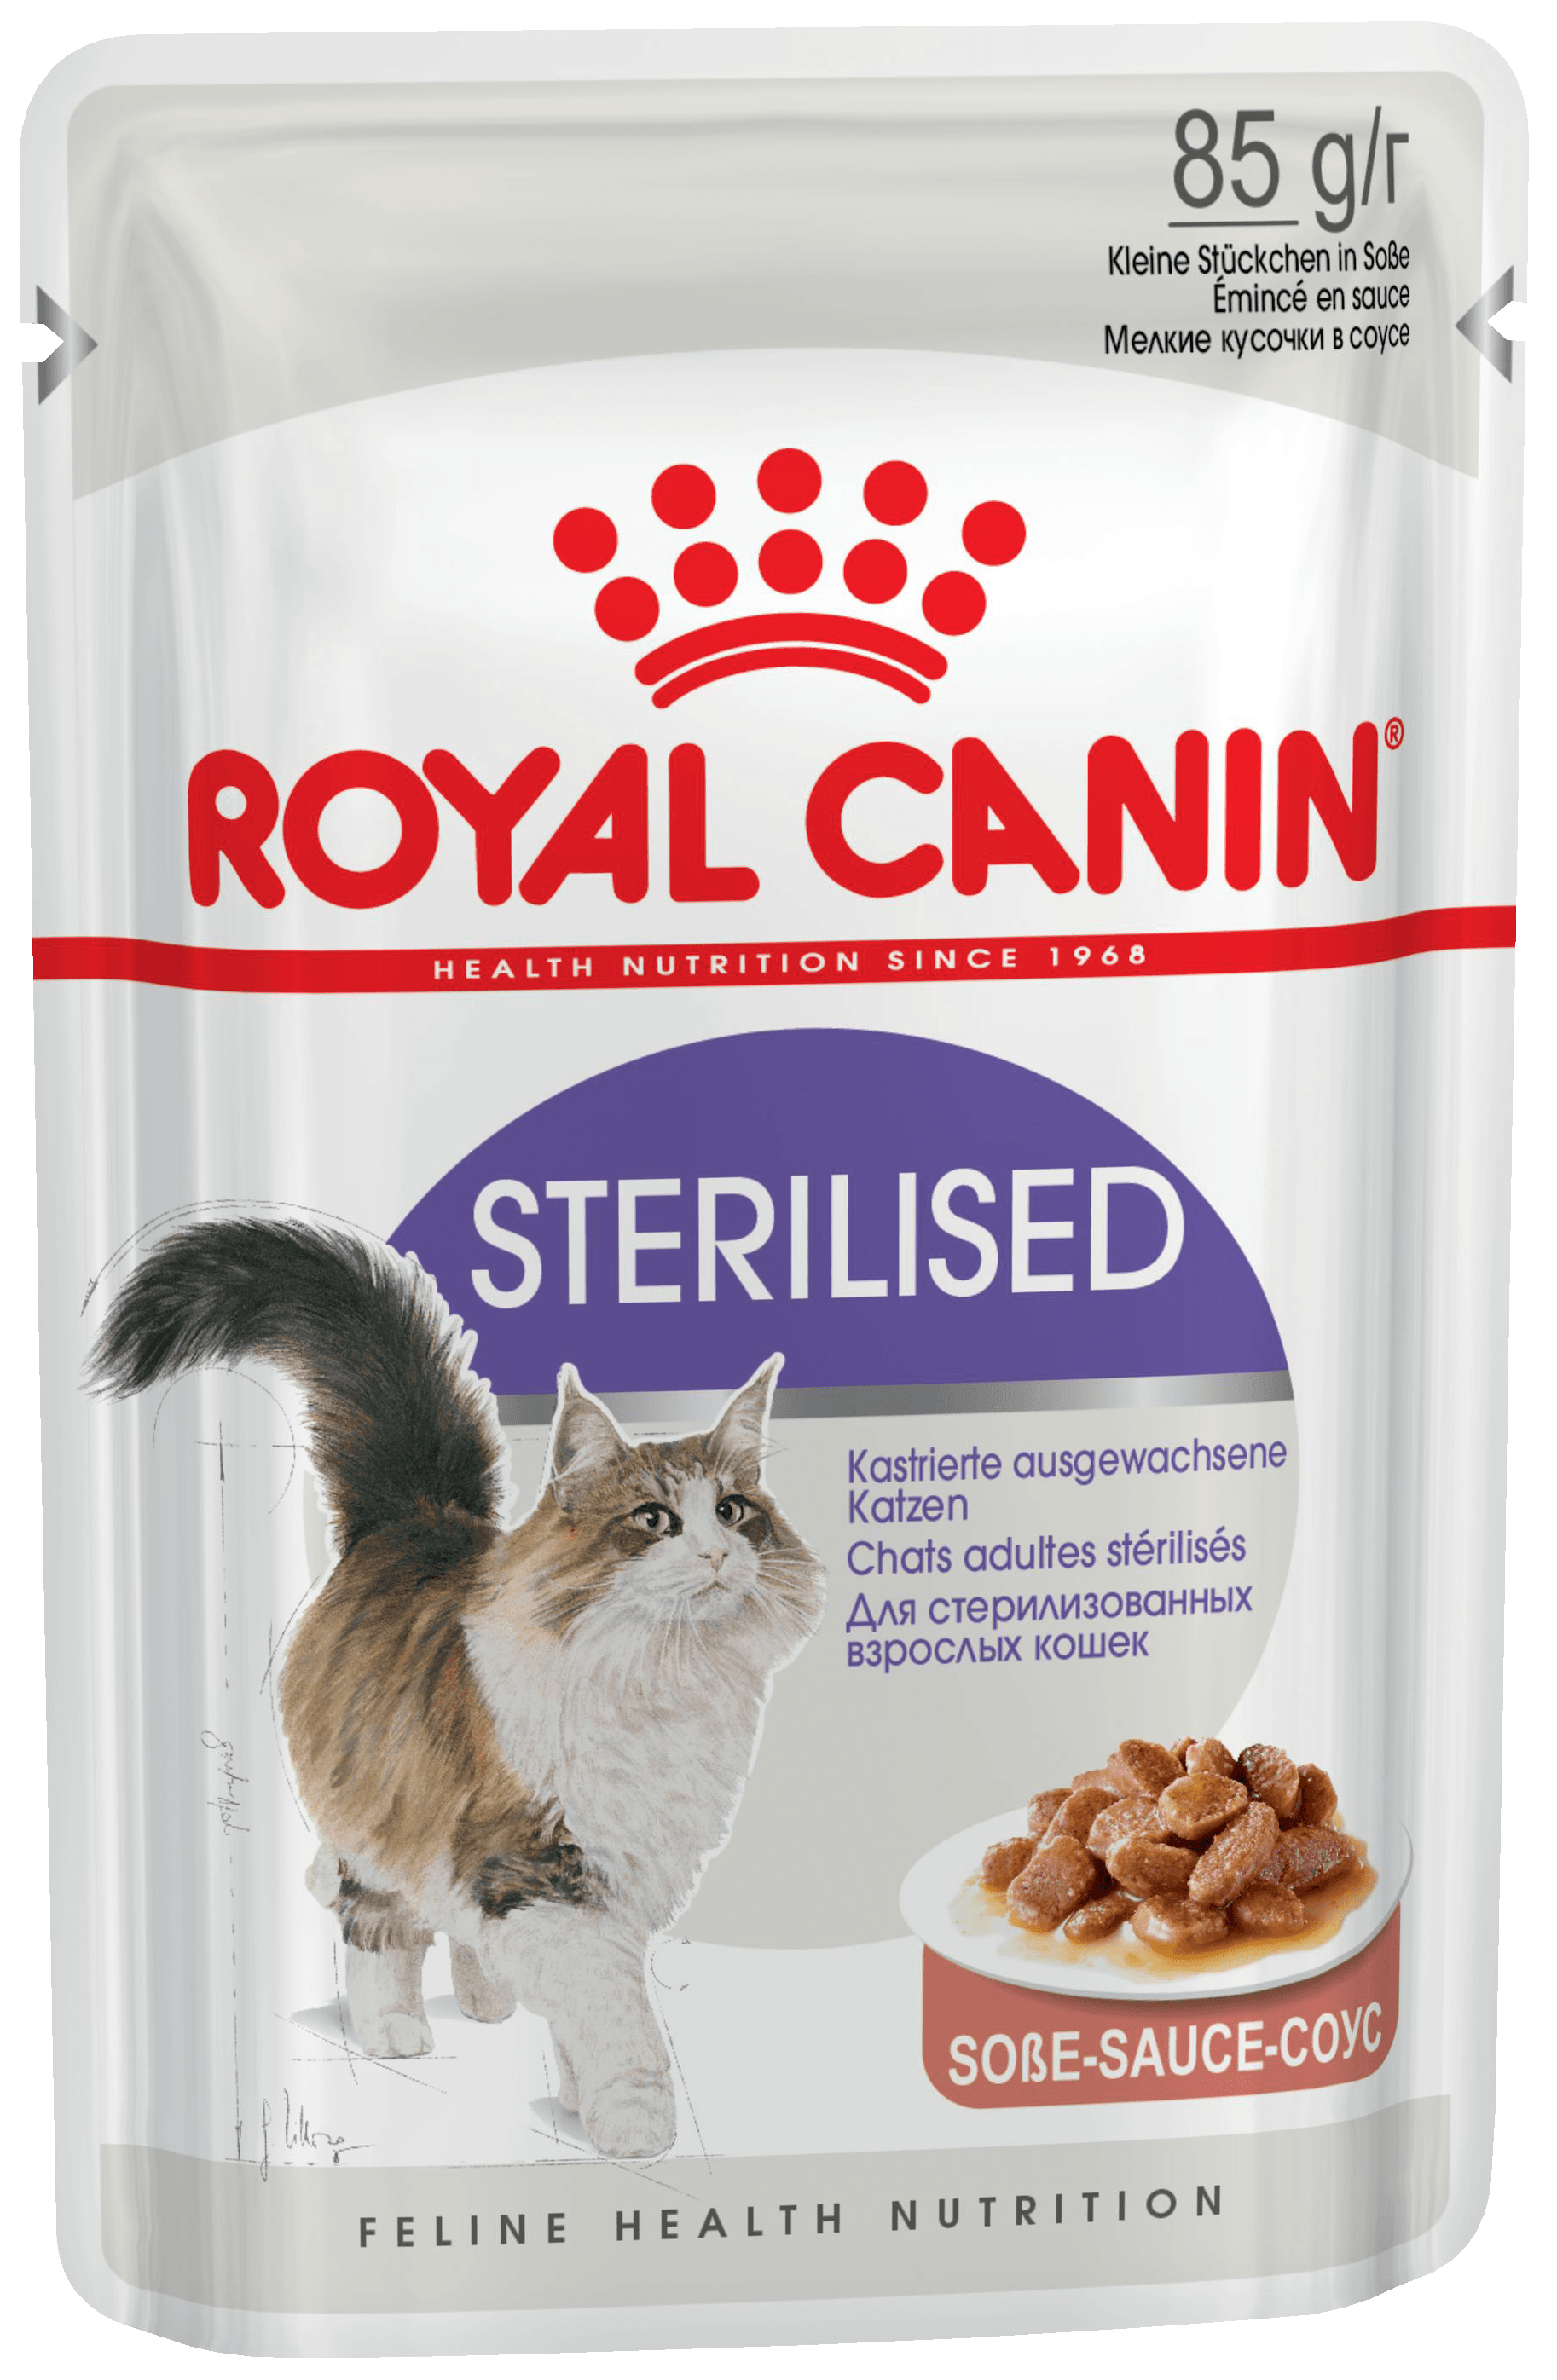 85 g/г
Kleine Stückchen in Soße
Émincé en sauce
Мелкие кусочки в соусе
ROYAL CANIN®
HEALTH NUTRITION SINCE 1968
STERILISED
Kastrierte ausgewachsene
Katzen
Chats adultes stérilisés
Для стерилизованных
взрослых кошек
SOßE-SAUCE-СОУС
FELINE HEALTH NUTRITION